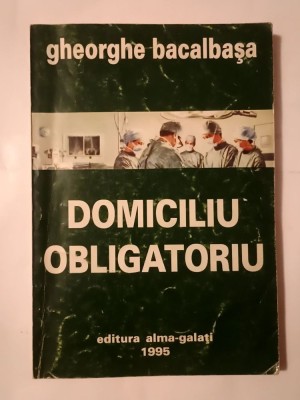 gheorghe bacalbaşa
DOMICILIU
OBLIGATORIU
editura alma-galaţi
1995